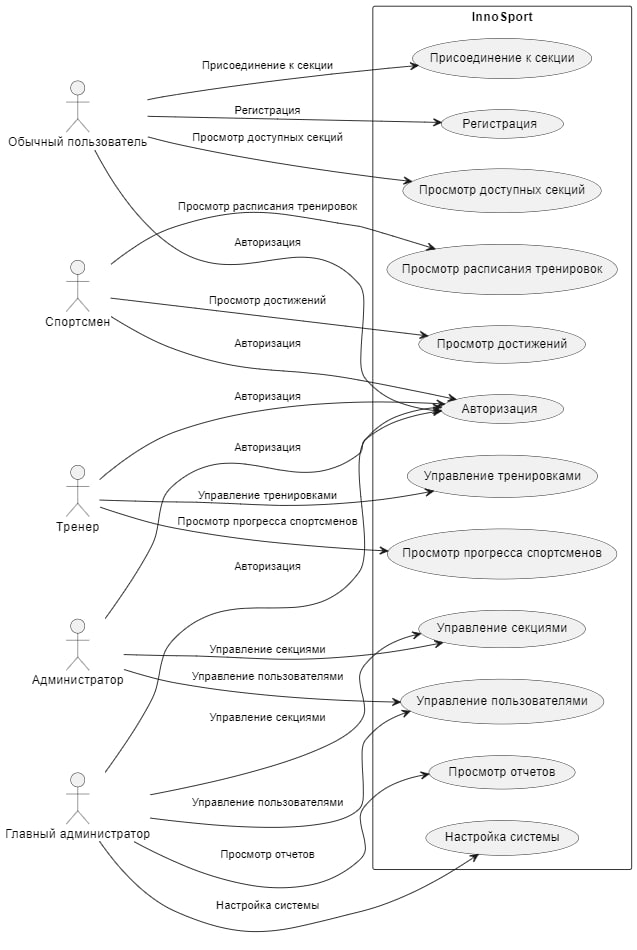 InnoSport
Присоединение к секции
Присоединение к секции
Регистрация
Регистрация
Обычный пользователь
Просмотр доступных секций
Просмотр доступных секций
Просмотр расписания тренировок
Авторизация
Просмотр расписания тренировок
Просмотр достижений
Спортсмен
Авторизация
Просмотр достижений
Авторизация
Авторизация
Авторизация
Управление тренировками
Управление тренировками
Просмотр прогресса спортсменов
Тренер
Просмотр прогресса спортсменов
Авторизация
Управление секциями
Управление секциями
Администратор
Управление пользователями
Управление пользователями
Управление секциями
Просмотр отчетов
Управление пользователями
Главный администратор
Настройка системы
Просмотр отчетов
Настройка системы